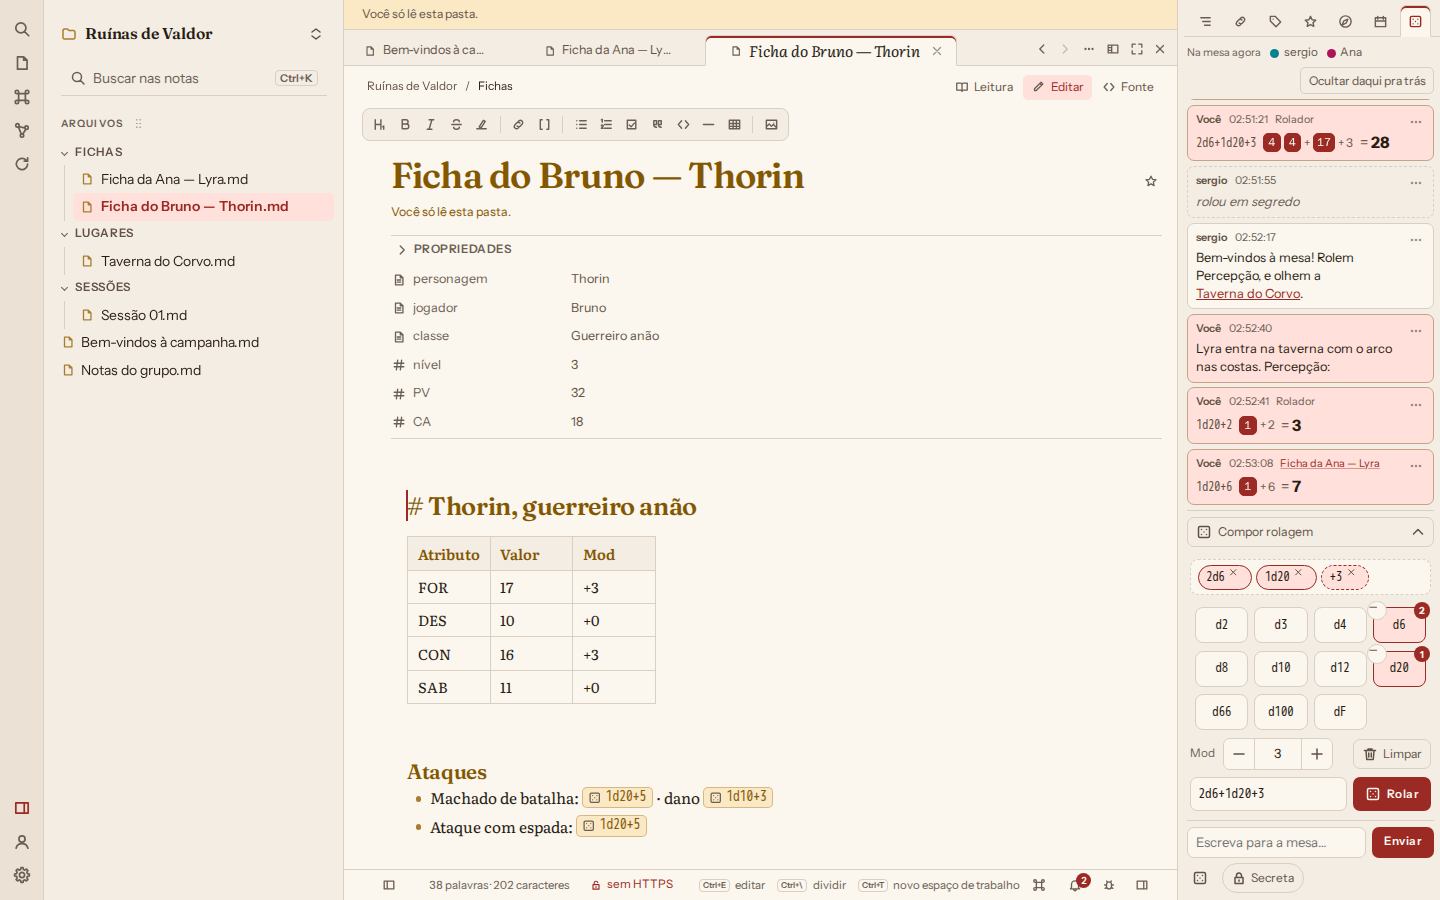 Ruínas de Valdor
Buscar nas notas Ctrl+K
ARQUIVOS
FICHAS
Ficha da Ana — Lyra.md
Ficha do Bruno — Thorin.md
LUGARES
Taverna do Corvo.md
SESSÕES
Sessão 01.md
Bem-vindos à campanha.md
Notas do grupo.md
Você só lê esta pasta.
Bem-vindos à ca...
Ficha da Ana — Ly...
Ficha do Bruno — Thorin
Ruínas de Valdor / Fichas
Leitura
Editar
Fonte
Ficha do Bruno — Thorin
Você só lê esta pasta.
PROPRIEDADES
personagem Thorin
jogador Bruno
classe Guerreiro anão
nível 3
PV 32
CA 18
# Thorin, guerreiro anão
Atributo Valor Mod
FOR 17 +3
DES 10 +0
CON 16 +3
SAB 11 +0
Ataques
Machado de batalha: 1d20+5 · dano 1d10+3
Ataque com espada: 1d20+5
38 palavras · 202 caracteres
sem HTTPS
Ctrl+E editar
Ctrl+\ dividir
Ctrl+T novo espaço de trabalho
2
Na mesa agora sergio Ana
Ocultar daqui pra trás
Você 02:51:21 Rolador
2d6+1d20+3 4 4 + 17 +3 = 28
sergio 02:51:55
rolou em segredo
sergio 02:52:17
Bem-vindos à mesa! Rolem
Percepção, e olhem a
Taverna do Corvo.
Você 02:52:40
Lyra entra na taverna com o arco
nas costas. Percepção:
Você 02:52:41 Rolador
1d20+2 1 +2 = 3
Você 02:53:08 Ficha da Ana — Lyra
1d20+6 1 +6 = 7
Compor rolagem
2d6 × 1d20 × +3 ×
d2 d3 d4 d6 2
d8 d10 d12 d20 1
d66 d100 dF
Mod − 3 + Limpar
2d6+1d20+3 Rolar
Escreva para a mesa... Enviar
Secreta